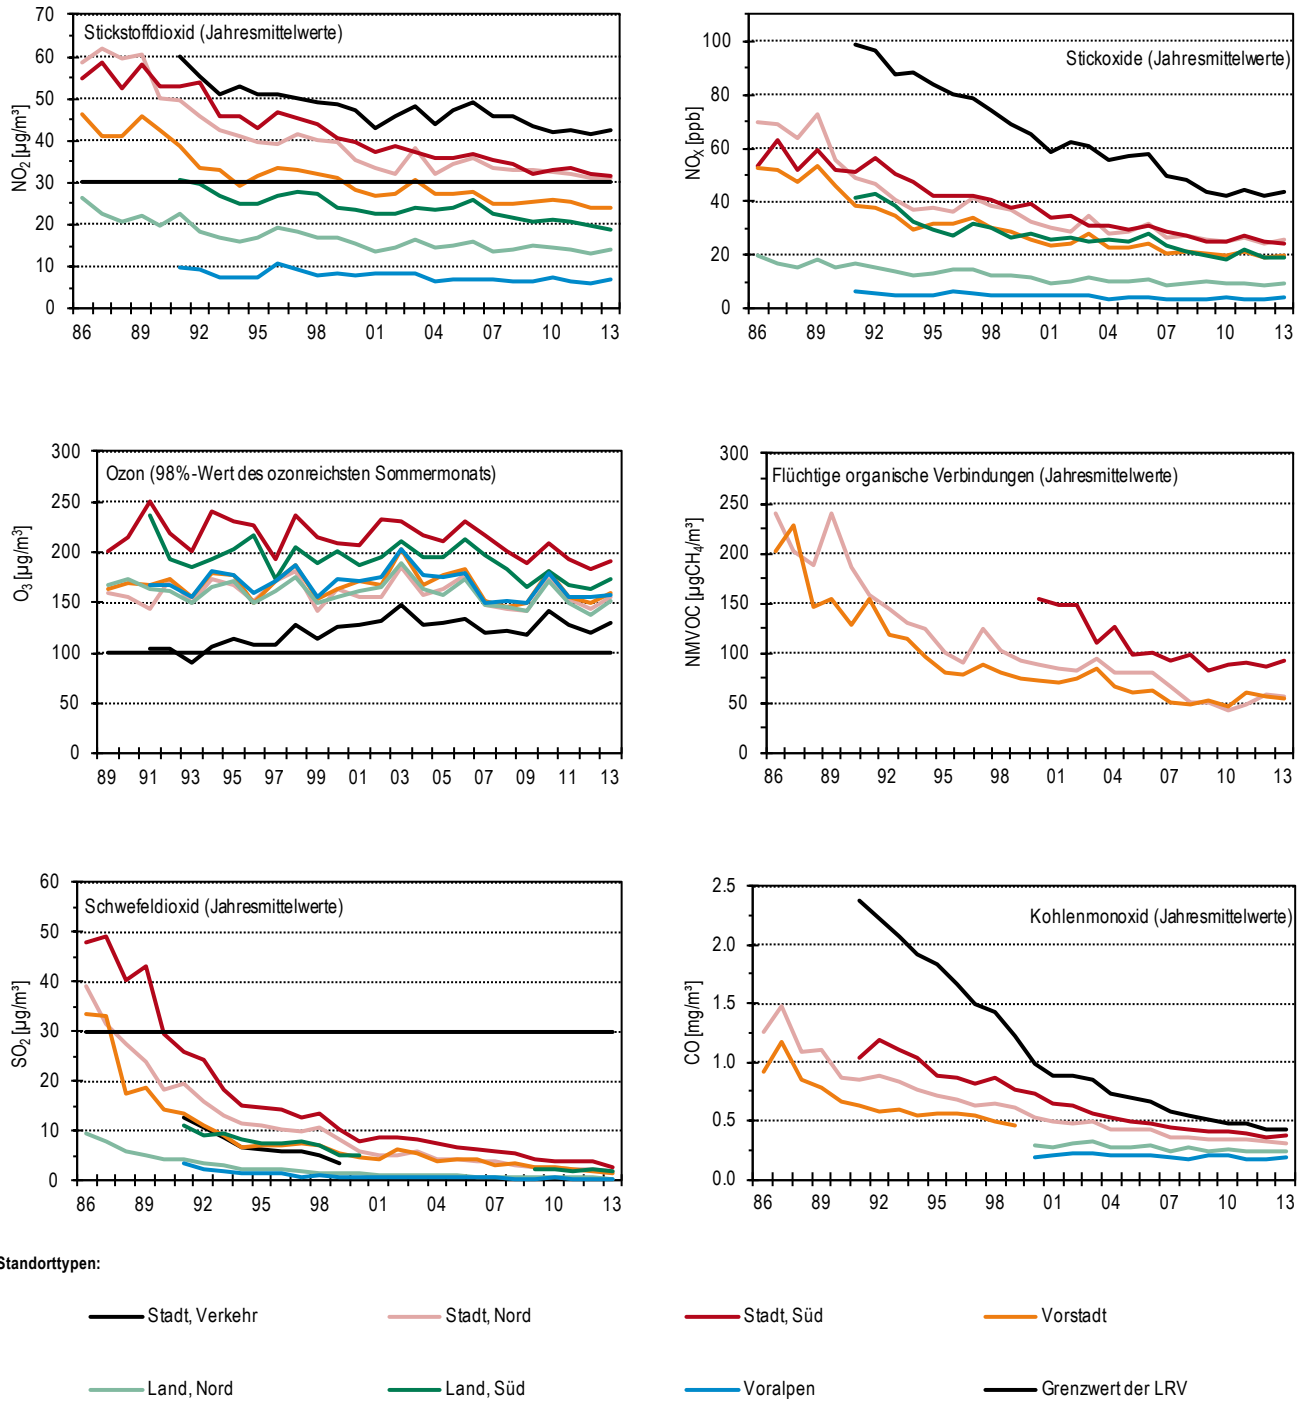 Stickstoffdioxid (Jahresmittelwerte)
NO₂ [µg/m³]
70
60
50
40
30
20
10
0
86 89 92 95 98 01 04 07 10 13
Stickoxide (Jahresmittelwerte)
NOX [ppb]
100
80
60
40
20
0
86 89 92 95 98 01 04 07 10 13
Ozon (98%-Wert des ozonreichsten Sommermonats)
O₃ [µg/m³]
300
250
200
150
100
50
0
89 91 93 95 97 99 01 03 05 07 09 11 13
Flüchtige organische Verbindungen (Jahresmittelwerte)
NMVOC [µgCH₄/m³]
300
250
200
150
100
50
0
86 89 92 95 98 01 04 07 10 13
Schwefeldioxid (Jahresmittelwerte)
SO₂ [µg/m³]
60
50
40
30
20
10
0
86 89 92 95 98 01 04 07 10 13
Kohlenmonoxid (Jahresmittelwerte)
CO [mg/m³]
2.5
2.0
1.5
1.0
0.5
0.0
86 89 92 95 98 01 04 07 10 13
Standorttypen:
Stadt, Verkehr
Stadt, Nord
Stadt, Süd
Vorstadt
Land, Nord
Land, Süd
Voralpen
Grenzwert der LRV